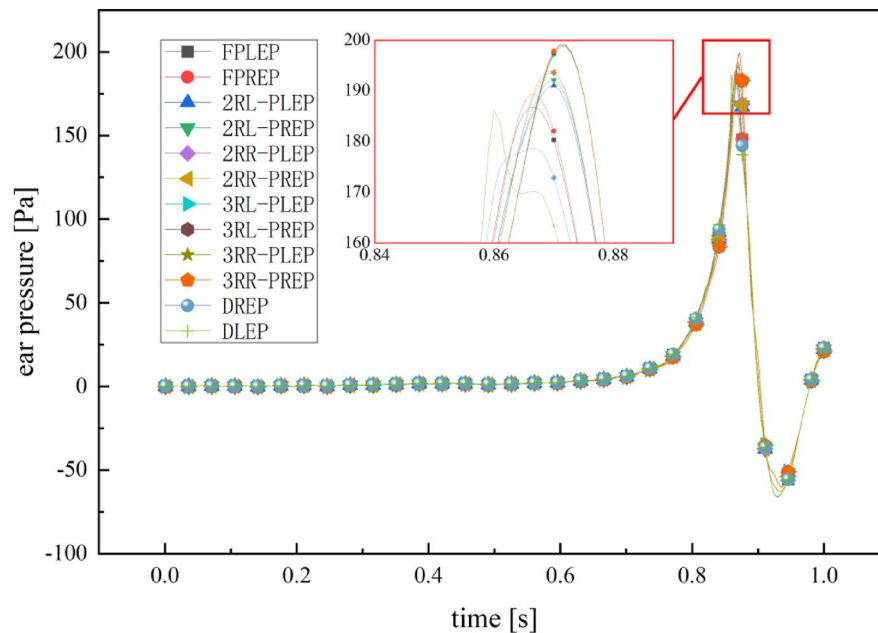 ear pressure [Pa]
200
150
100
50
0
-50
-100
0.0 0.2 0.4 0.6 0.8 1.0
time [s]
FPLEP
FPREP
2RL-PLEP
2RL-PREP
2RR-PLEP
2RR-PREP
3RL-PLEP
3RL-PREP
3RR-PLEP
3RR-PREP
DREP
DLEP
200
190
180
170
160
0.84 0.86 0.88